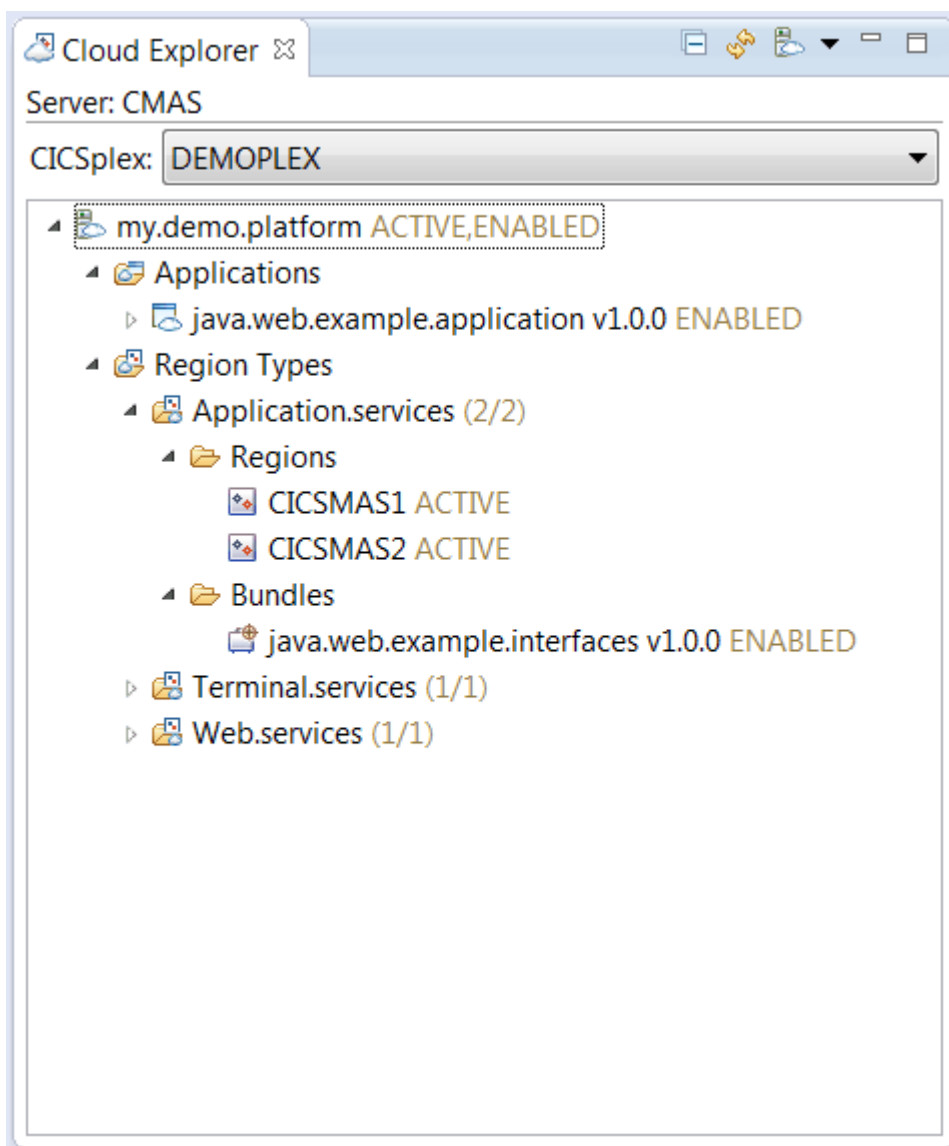 Cloud Explorer
Server: CMAS
CICSplex: DEMOPLEX
my.demo.platform ACTIVE,ENABLED
Applications
java.web.example.application v1.0.0 ENABLED
Region Types
Application.services (2/2)
Regions
CICSMAS1 ACTIVE
CICSMAS2 ACTIVE
Bundles
java.web.example.interfaces v1.0.0 ENABLED
Terminal.services (1/1)
Web.services (1/1)